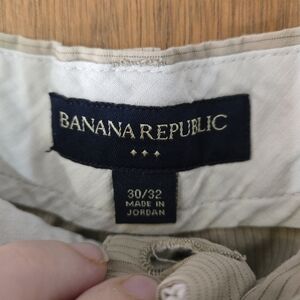 BANANA REPUBLIC
30/32
MADE IN
JORDAN